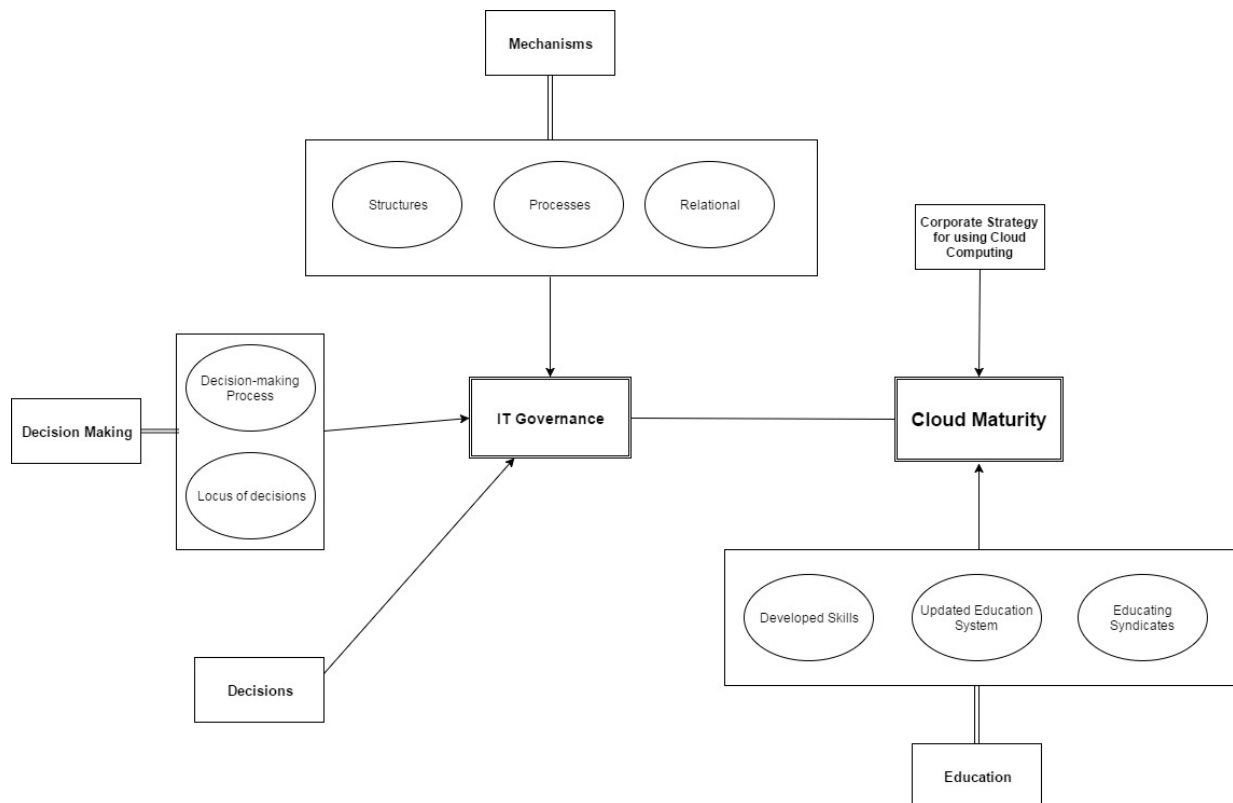 Mechanisms
Structures
Processes
Relational
Corporate Strategy
for using Cloud
Computing
Decision-making
Process
Decision Making
IT Governance
Cloud Maturity
Locus of decisions
Developed Skills
Updated Education
System
Educating
Syndicates
Decisions
Education